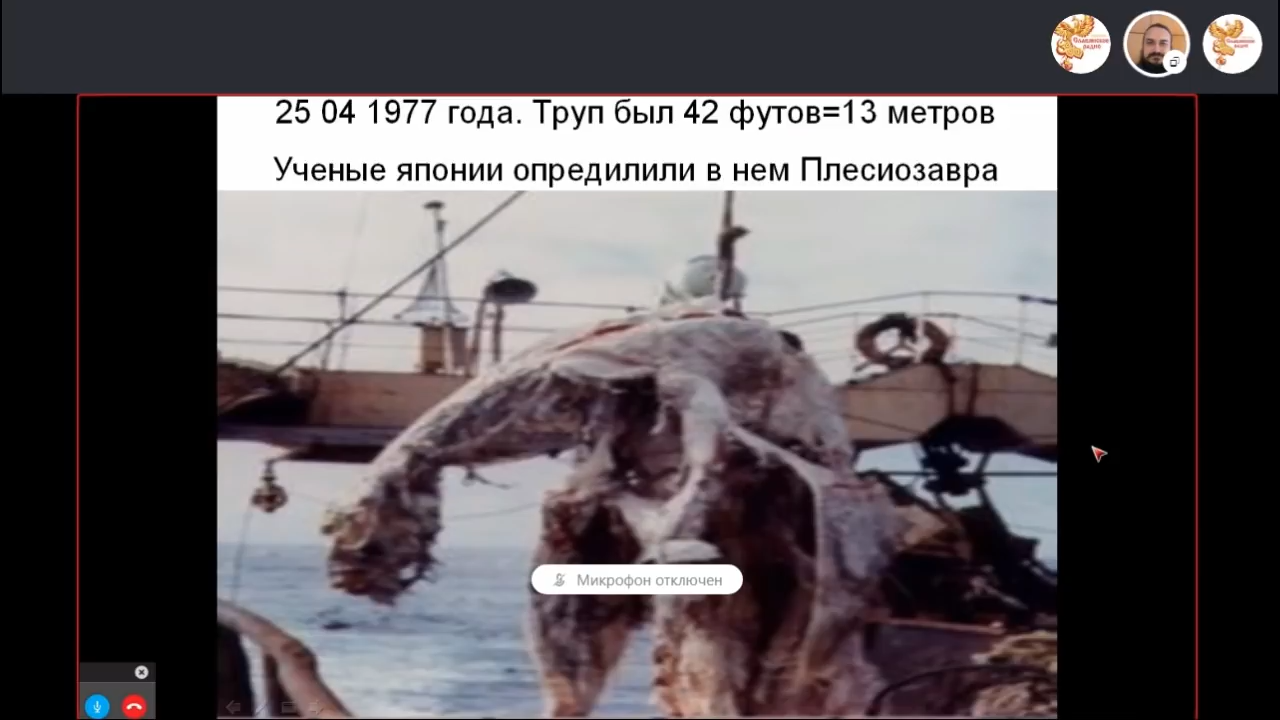 25 04 1977 года. Труп был 42 футов=13 метров
Ученые японии опредилили в нем Плесиозавра
Микрофон отключен